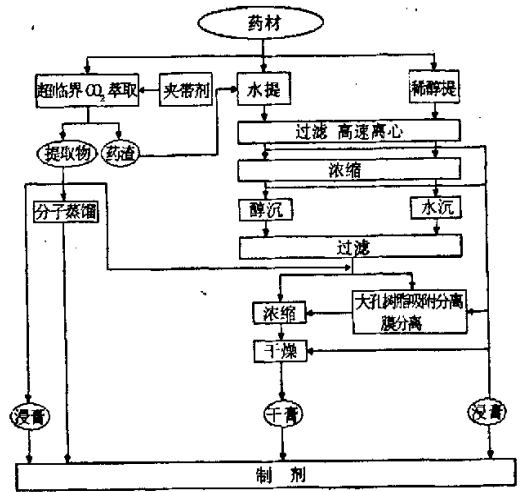 药材
超临界CO₂萃取
夹带剂
水提
稀醇提
过滤 高速离心
提取物
药渣
浓缩
分子蒸馏
醇沉
水沉
过滤
大孔树脂吸附分离
膜分离
浓缩
干燥
浸膏
干膏
浸膏
制 剂